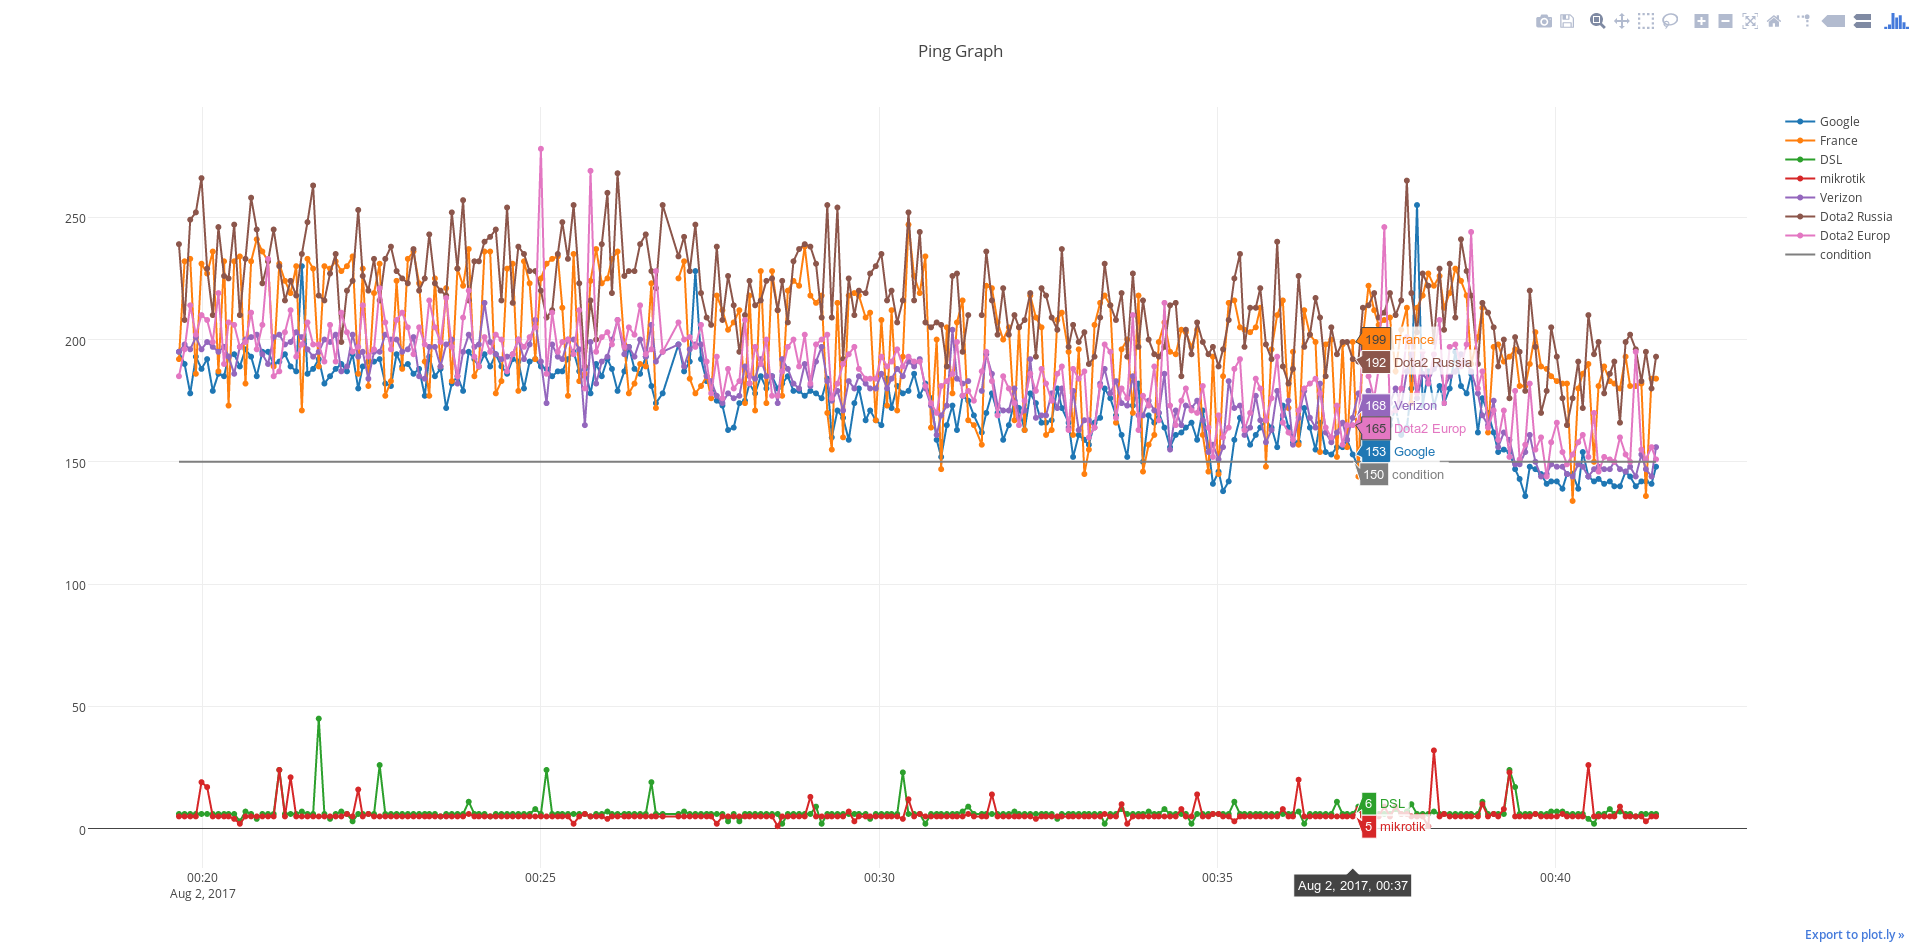 Ping Graph
Google
France
DSL
mikrotik
Verizon
Dota2 Russia
Dota2 Europ
condition
250
200
150
100
50
0
199 France
192 Dota2 Russia
168 Verizon
165 Dota2 Europ
153 Google
150 condition
6 DSL
5 mikrotik
00:20
Aug 2, 2017
00:25
00:30
00:35
00:40
Aug 2, 2017, 00:37
Export to plot.ly »